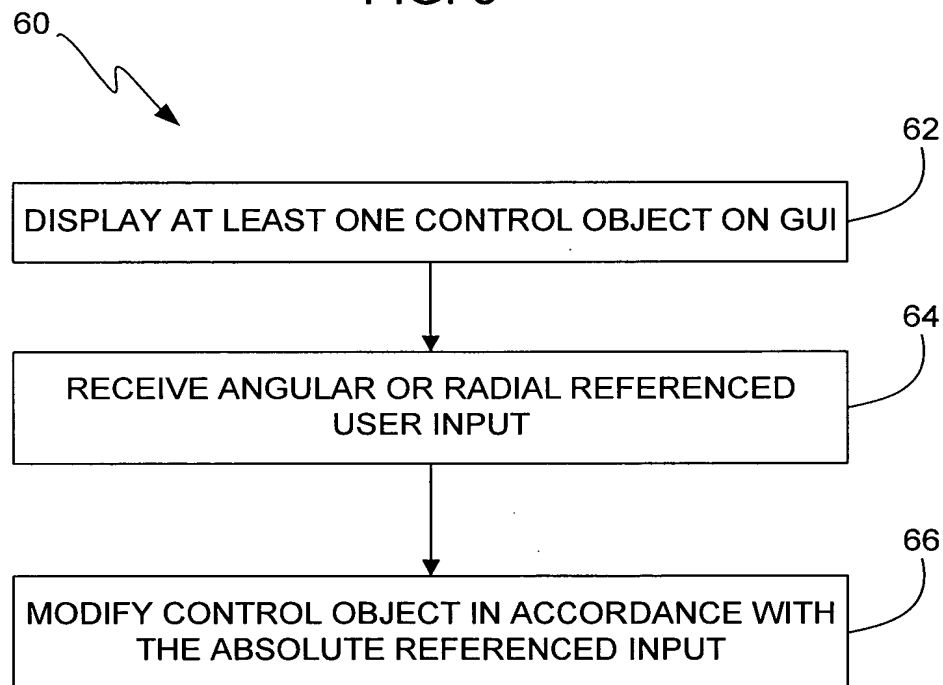 60
62
DISPLAY AT LEAST ONE CONTROL OBJECT ON GUI
64
RECEIVE ANGULAR OR RADIAL REFERENCED
USER INPUT
66
MODIFY CONTROL OBJECT IN ACCORDANCE WITH
THE ABSOLUTE REFERENCED INPUT